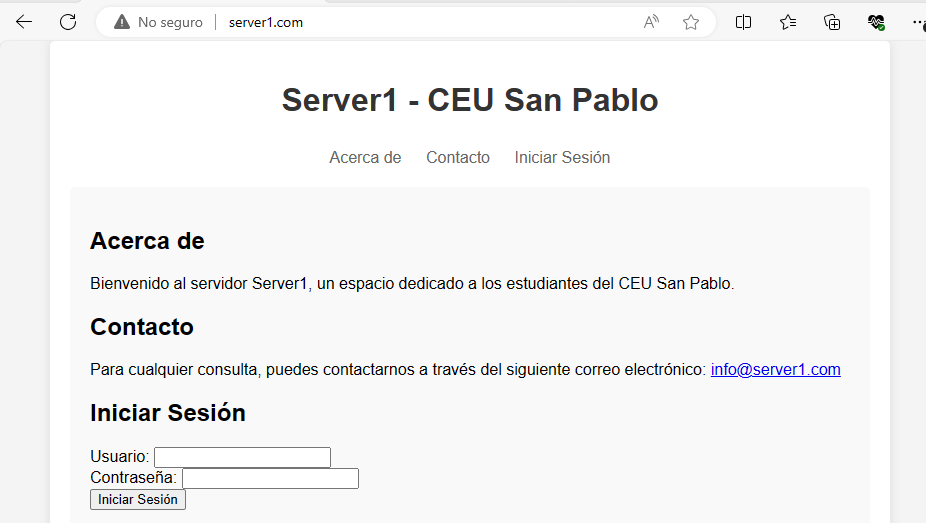 No seguro
server1.com
Server1 - CEU San Pablo
Acerca de Contacto Iniciar Sesión
Acerca de
Bienvenido al servidor Server1, un espacio dedicado a los estudiantes del CEU San Pablo.
Contacto
Para cualquier consulta, puedes contactarnos a través del siguiente correo electrónico: info@server1.com
Iniciar Sesión
Usuario:
Contraseña:
Iniciar Sesión